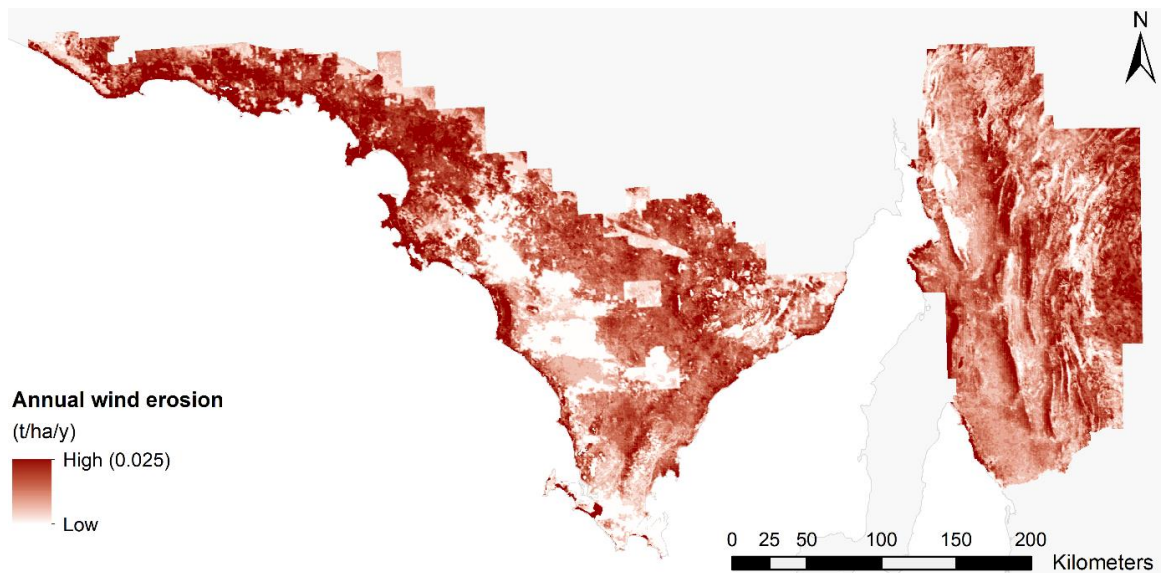 N
Annual wind erosion
(t/ha/y)
High (0.025)
Low
0 25 50 100 150 200
Kilometers